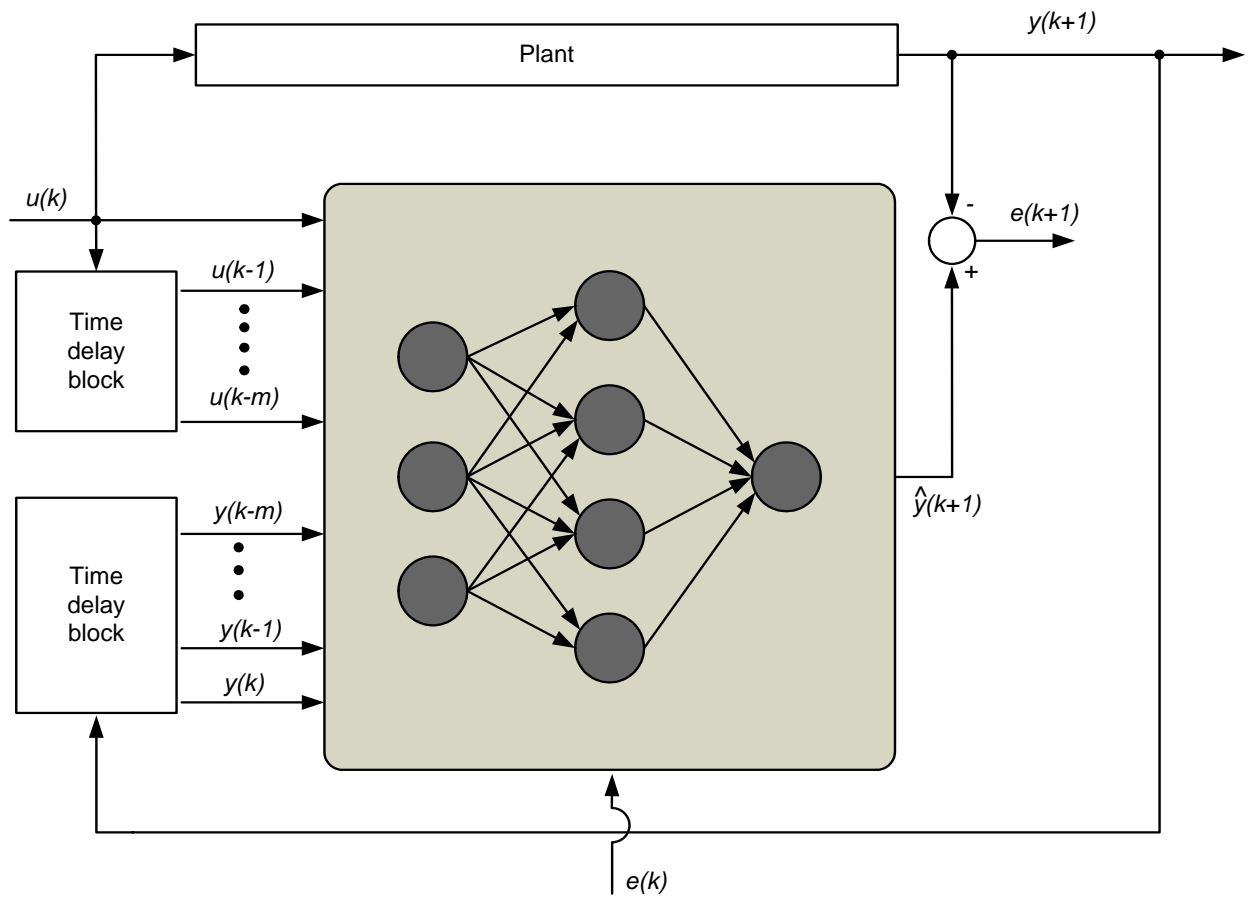 y(k+1)
Plant
u(k)
-
e(k+1)
+
u(k-1)
Time
delay
block
u(k-m)
y(k-m)
ŷ(k+1)
Time
delay
block
y(k-1)
y(k)
e(k)